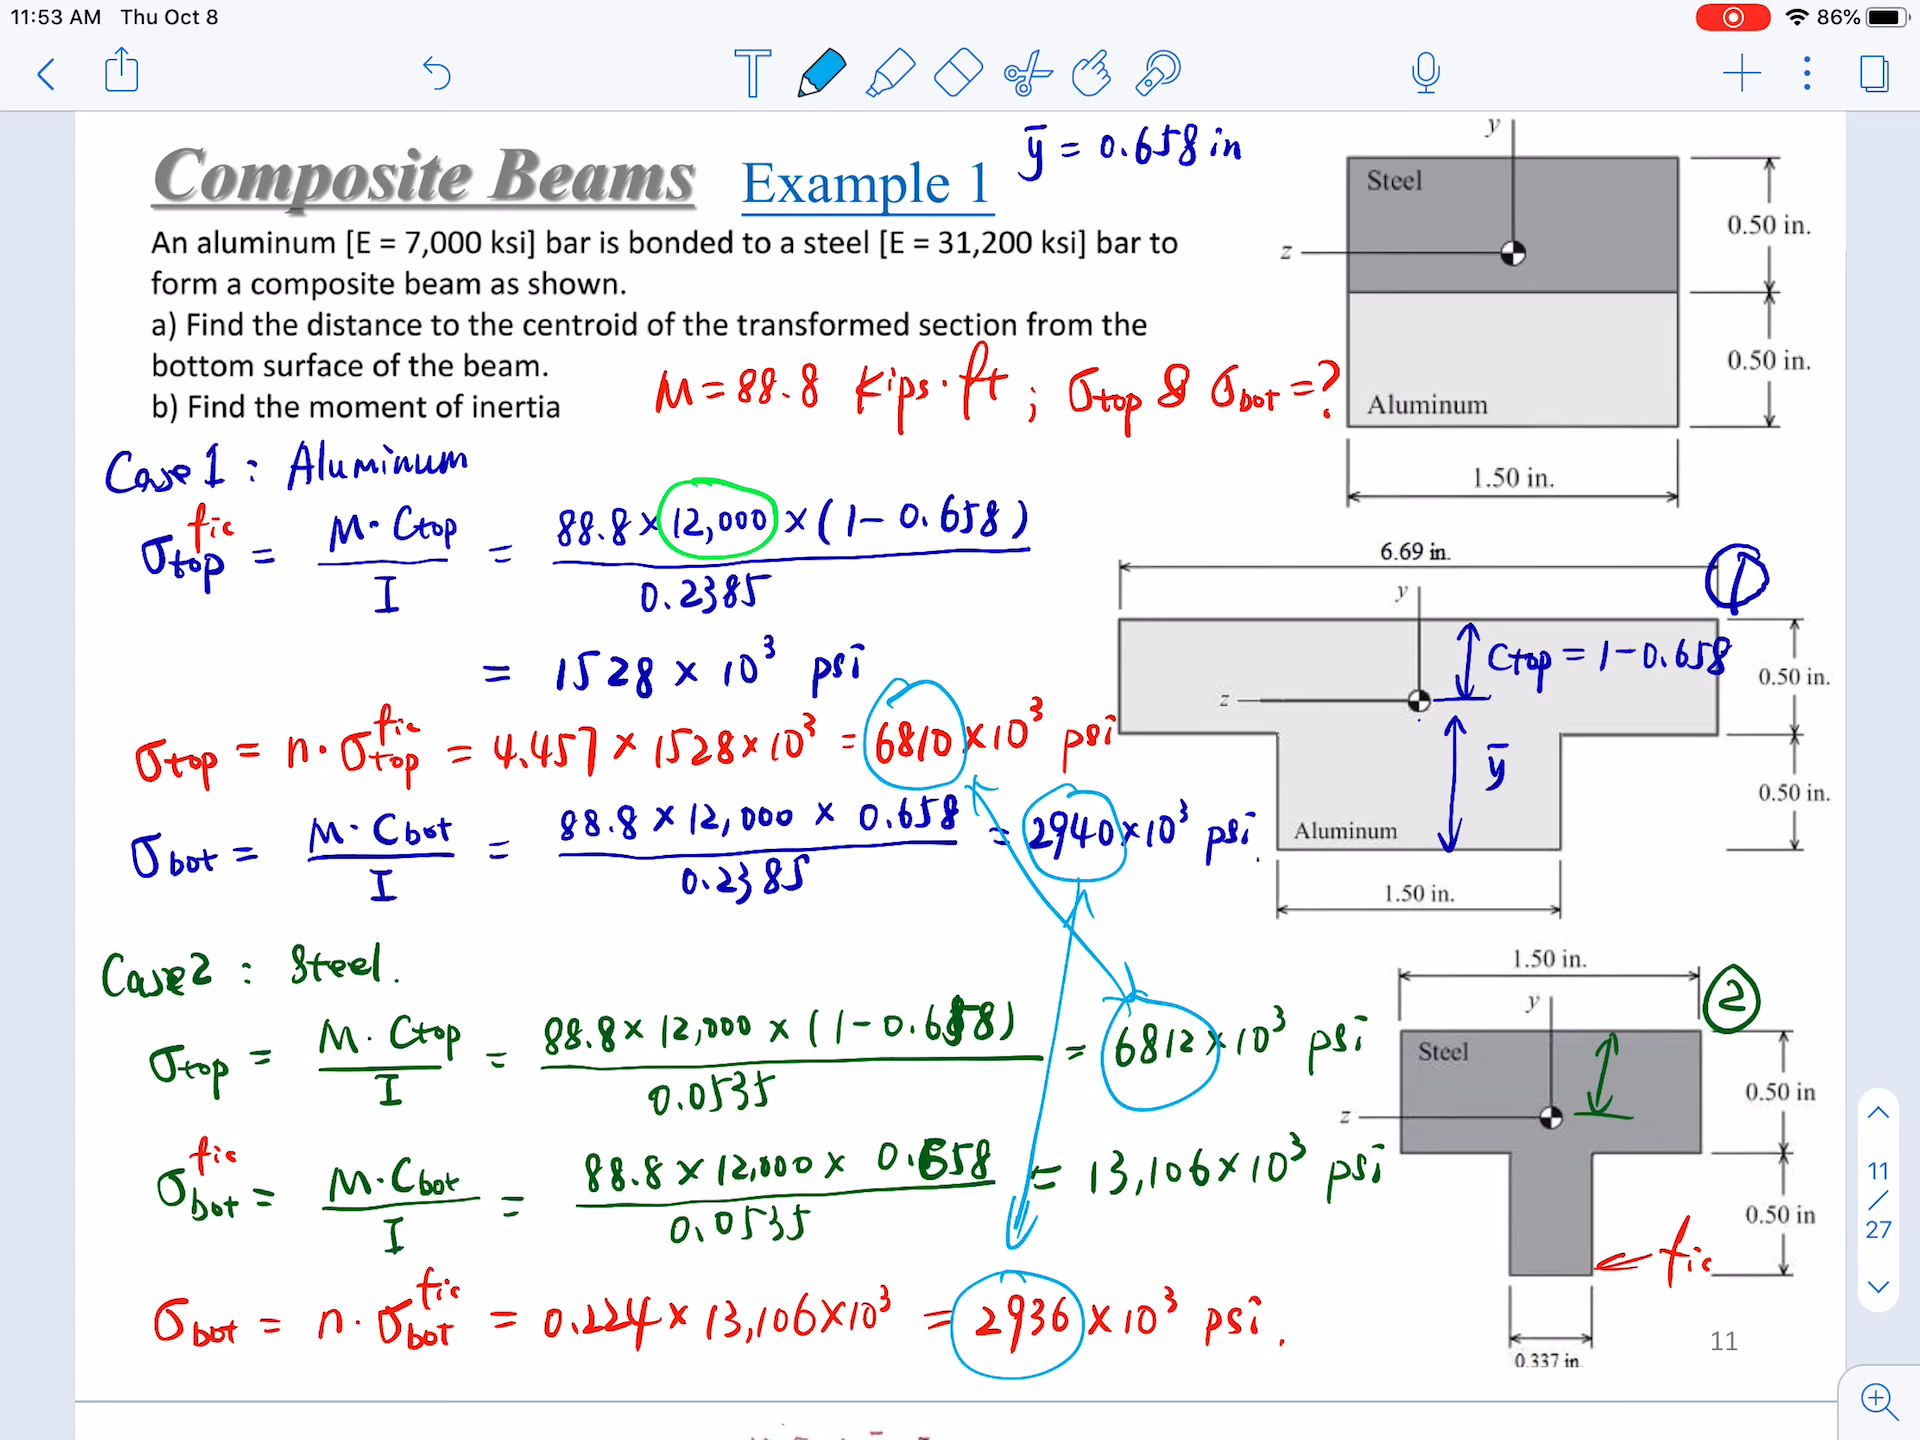 11:53 AM Thu Oct 8
86%
Composite Beams Example 1
ȳ = 0.658 in
An aluminum [E = 7,000 ksi] bar is bonded to a steel [E = 31,200 ksi] bar to
form a composite beam as shown.
a) Find the distance to the centroid of the transformed section from the
bottom surface of the beam.
b) Find the moment of inertia
M = 88.8 kips·ft ; σtop & σbot = ?
y
Steel
z
0.50 in.
0.50 in.
Aluminum
1.50 in.
Case 1 : Aluminum
σtop^fic = M·Ctop / I = 88.8 × 12,000 × (1 - 0.658) / 0.2385
= 1528 × 10³ psi
σtop = n·σtop^fic = 4.457 × 1528 × 10³ = 6810 × 10³ psi
σbot = M·Cbot / I = 88.8 × 12,000 × 0.658 / 0.2385 = 2940 × 10³ psi.
6.69 in.
1
y
Ctop = 1 - 0.658
z
0.50 in.
ȳ
0.50 in.
Aluminum
1.50 in.
Case 2 : Steel.
σtop = M·Ctop / I = 88.8 × 12,000 × (1 - 0.658) / 0.0535 = 6812 × 10³ psi
σbot^fic = M·Cbot / I = 88.8 × 12,000 × 0.658 / 0.0535 = 13,106 × 10³ psi
σbot = n·σbot^fic = 0.224 × 13,106 × 10³ = 2936 × 10³ psi.
1.50 in.
2
y
Steel
z
0.50 in
0.50 in
fic
0.337 in.
11
11
/
27